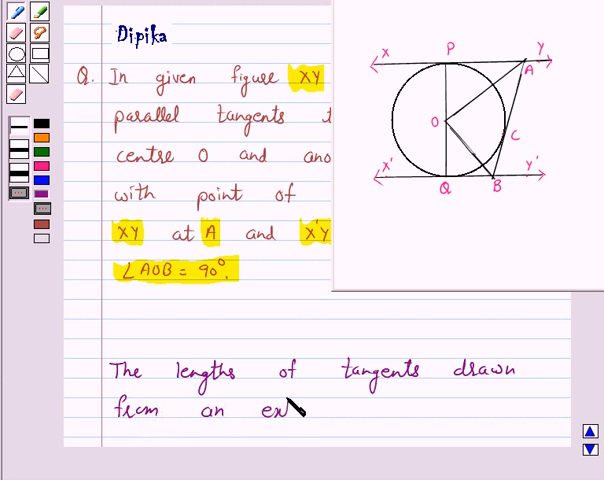 Dipika
Q. In given figure XY
parallel tangents t
centre O and ano
with point of
XY at A and X'Y
∠AOB = 90°.
The lengths of tangents drawn
from an ex
X P Y
A
O
C
X' Y'
Q B